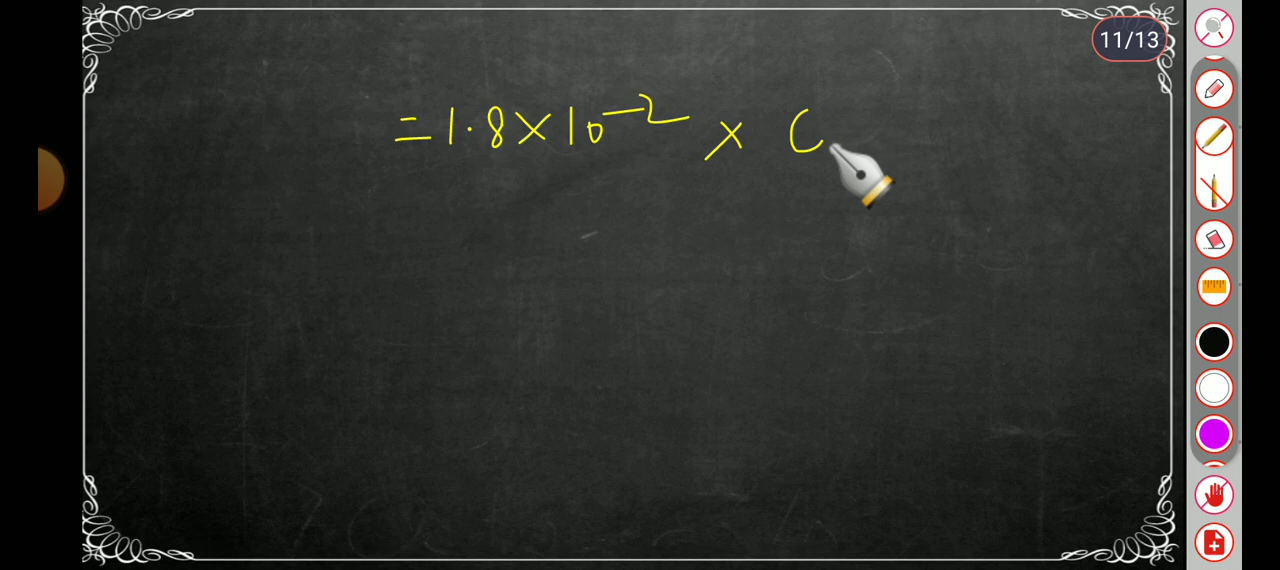 11/13
= 1.8 × 10⁻² × C